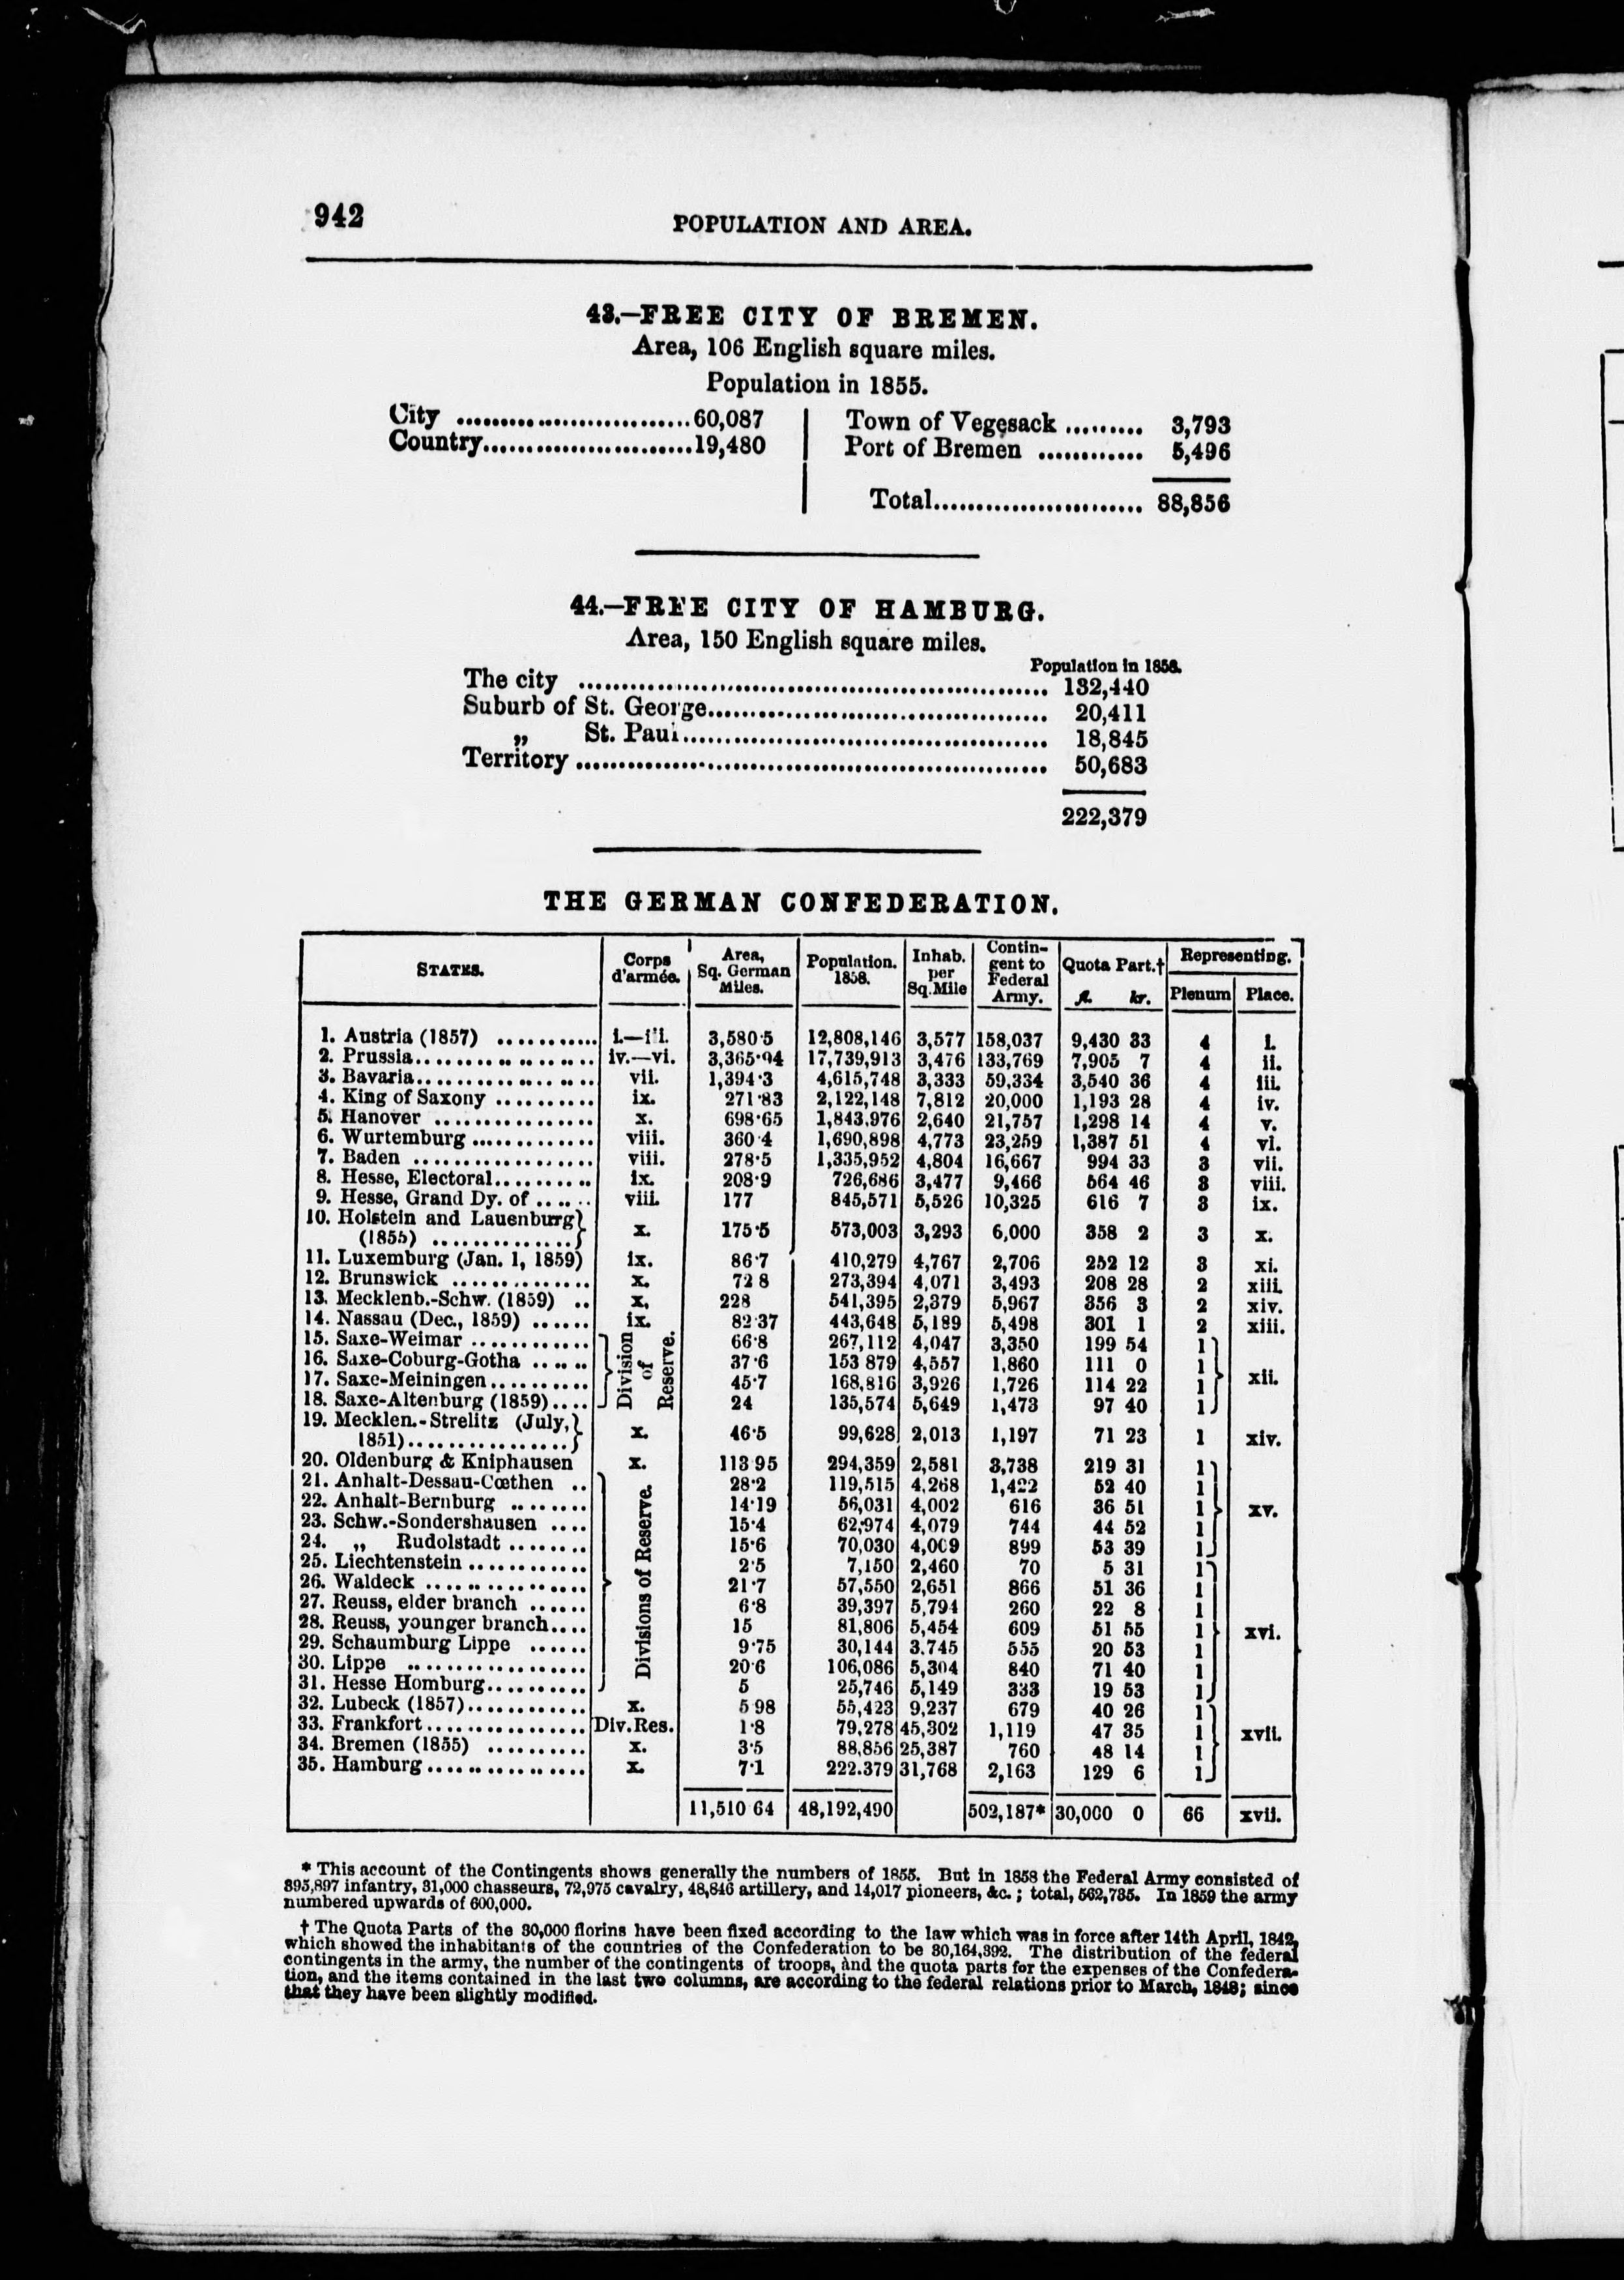 942
POPULATION AND AREA.
43.—FREE CITY OF BREMEN.
Area, 106 English square miles.
Population in 1855.
City ............................ 60,087 Town of Vegesack ......... 3,793
Country.......................... 19,480 Port of Bremen ............ 5,496
Total........................ 88,856
44.—FREE CITY OF HAMBURG.
Area, 150 English square miles.
Population in 1858.
The city ...................................................... 132,440
Suburb of St. George....................................... 20,411
„ St. Paul........................................... 18,845
Territory ...................................................... 50,683
222,379
THE GERMAN CONFEDERATION.
STATES. Corps d'armée. Area, Sq. German Miles. Population. 1858. Inhab. per Sq. Mile Contin- gent to Federal Army. Quota Part.† fl. kr. Representing. Plenum Place.
1. Austria (1857) ............ i.—iii. 3,580·5 12,808,146 3,577 158,037 9,430 33 4 i.
2. Prussia.................. iv.—vi. 3,365·94 17,739,913 3,476 133,769 7,905 7 4 ii.
3. Bavaria.................. vii. 1,394·3 4,615,748 3,333 59,334 3,540 36 4 iii.
4. King of Saxony .......... ix. 271·83 2,122,148 7,812 20,000 1,193 28 4 iv.
5. Hanover ................ x. 698·65 1,843,976 2,640 21,757 1,298 14 4 v.
6. Wurtemburg ............. viii. 360·4 1,690,898 4,773 23,259 1,387 51 4 vi.
7. Baden .................. viii. 278·5 1,335,952 4,804 16,667 994 33 3 vii.
8. Hesse, Electoral.......... ix. 208·9 726,686 3,477 9,466 564 46 3 viii.
9. Hesse, Grand Dy. of ...... viii. 177 845,571 5,526 10,325 616 7 3 ix.
10. Holstein and Lauenburg
(1855) ............... x. 175·5 573,003 3,293 6,000 358 2 3 x.
11. Luxemburg (Jan. 1, 1859) ix. 86·7 410,279 4,767 2,706 252 12 3 xi.
12. Brunswick .............. x. 72 8 273,394 4,071 3,493 208 28 2 xiii.
13. Mecklenb.-Schw. (1859) .. x. 228 541,395 2,379 5,967 356 3 2 xiv.
14. Nassau (Dec., 1859) ...... ix. 82·37 443,648 5,189 5,498 301 1 2 xiii.
15. Saxe-Weimar ............ Division of Reserve. 66·8 267,112 4,047 3,350 199 54 1 xii.
16. Saxe-Coburg-Gotha ...... 37·6 153 879 4,557 1,860 111 0 1
17. Saxe-Meiningen .......... 45·7 168,816 3,926 1,726 114 22 1
18. Saxe-Altenburg (1859).... 24 135,574 5,649 1,473 97 40 1
19. Mecklen.-Strelitz (July,
1851)................ x. 46·5 99,628 2,013 1,197 71 23 1 xiv.
20. Oldenburg & Kniphausen x. 113 95 294,359 2,581 3,738 219 31 1 xv.
21. Anhalt-Dessau-Cœthen .. Divisions of Reserve. 28·2 119,515 4,268 1,422 52 40 1
22. Anhalt-Bernburg ........ 14·19 56,031 4,002 616 36 51 1
23. Schw.-Sondershausen .... 15·4 62,974 4,079 744 44 52 1
24. „ Rudolstadt ........ 15·6 70,030 4,009 899 53 39 1
25. Liechtenstein ............ 2·5 7,150 2,460 70 5 31 1 xvi.
26. Waldeck ................ 21·7 57,550 2,651 866 51 36 1
27. Reuss, elder branch ...... 6·8 39,397 5,794 260 22 8 1
28. Reuss, younger branch.... 15 81,806 5,454 609 51 55 1
29. Schaumburg Lippe ...... 9·75 30,144 3.745 555 20 53 1
30. Lippe .................. 20·6 106,086 5,304 840 71 40 1
31. Hesse Homburg.......... 5 25,746 5,149 333 19 53 1
32. Lubeck (1857)............ x. 5 98 55,423 9,237 679 40 26 1 xvii.
33. Frankfort................ Div.Res. 1·8 79,278 45,302 1,119 47 35 1
34. Bremen (1855) .......... x. 3·5 88,856 25,387 760 48 14 1
35. Hamburg ................ x. 7·1 222.379 31,768 2,163 129 6 1
11,510 64 48,192,490 502,187* 30,000 0 66 xvii.
* This account of the Contingents shows generally the numbers of 1855. But in 1858 the Federal Army consisted of
395,897 infantry, 31,000 chasseurs, 72,975 cavalry, 48,846 artillery, and 14,017 pioneers, &c.; total, 562,735. In 1859 the army
numbered upwards of 600,000.
† The Quota Parts of the 30,000 florins have been fixed according to the law which was in force after 14th April, 1842,
which showed the inhabitants of the countries of the Confederation to be 30,164,392. The distribution of the federal
contingents in the army, the number of the contingents of troops, and the quota parts for the expenses of the Confedera-
tion, and the items contained in the last two columns, are according to the federal relations prior to March, 1848; since
that they have been slightly modified.